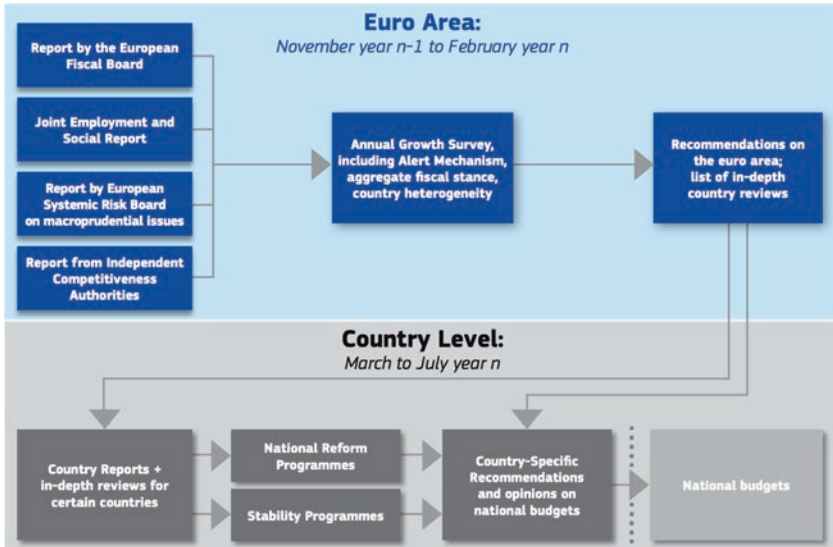 Euro Area:
November year n-1 to February year n
Report by the European
Fiscal Board
Joint Employment and
Social Report
Report by European
Systemic Risk Board
on macroprudential issues
Report from Independent
Competitiveness
Authorities
Annual Growth Survey,
including Alert Mechanism,
aggregate fiscal stance,
country heterogeneity
Recommendations on
the euro area;
list of in-depth
country reviews
Country Level:
March to July year n
Country Reports +
in-depth reviews for
certain countries
National Reform
Programmes
Stability Programmes
Country-Specific
Recommendations
and opinions on
national budgets
National budgets